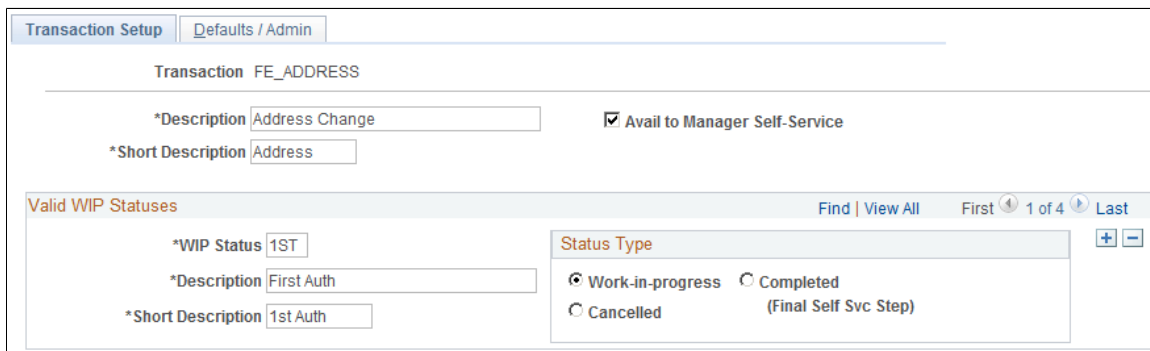 Transaction Setup Defaults / Admin
Transaction FE_ADDRESS
*Description Address Change Avail to Manager Self-Service
*Short Description Address
Valid WIP Statuses Find | View All First 1 of 4 Last
*WIP Status 1ST Status Type
*Description First Auth Work-in-progress Completed
*Short Description 1st Auth Cancelled (Final Self Svc Step)